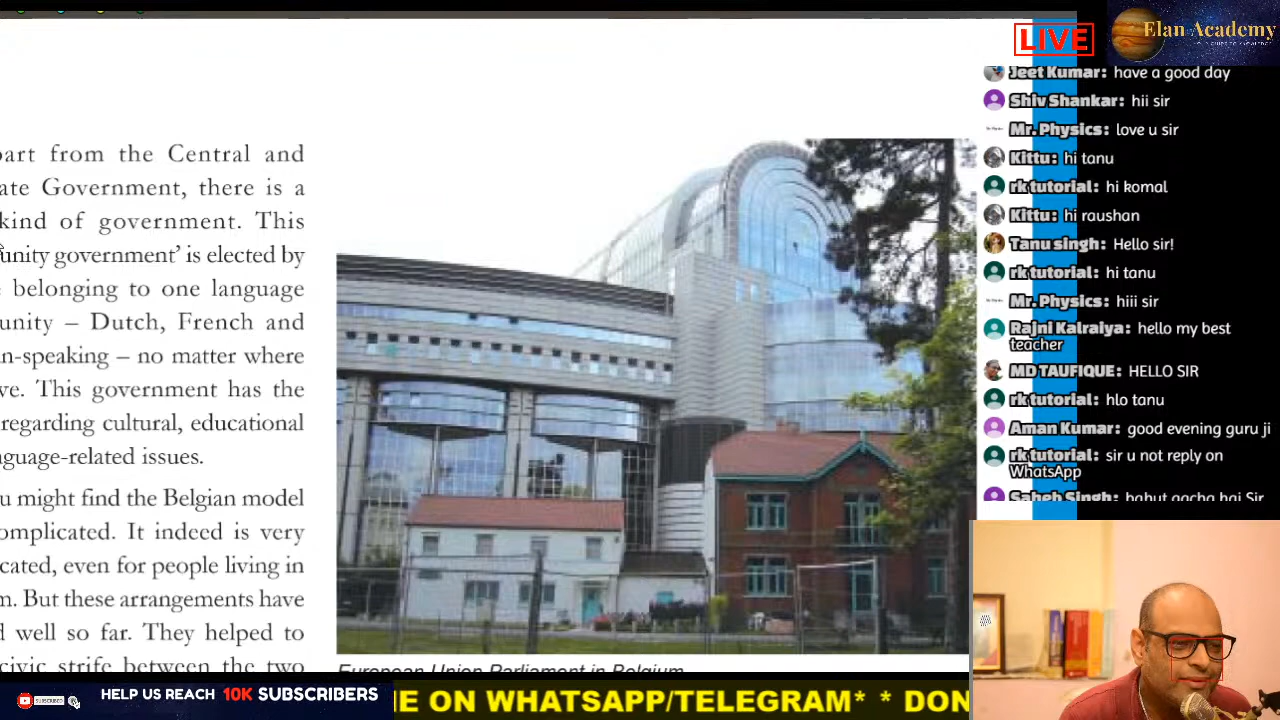 part from the Central and
ate Government, there is a
kind of government. This
unity government' is elected by
belonging to one language
unity – Dutch, French and
n-speaking – no matter where
ve. This government has the
regarding cultural, educational
nguage-related issues.
u might find the Belgian model
omplicated. It indeed is very
cated, even for people living in
m. But these arrangements have
d well so far. They helped to
civic strife between the two
European Union Parliament in Belgium
LIVE
Elan Academy
Jeet Kumar: have a good day
Shiv Shankar: hii sir
Mr. Physics: love u sir
Kittu: hi tanu
rk tutorial: hi komal
Kittu: hi raushan
Tanu singh: Hello sir!
rk tutorial: hi tanu
Mr. Physics: hiii sir
Rajni Kalraiya: hello my best
teacher
MD TAUFIQUE: HELLO SIR
rk tutorial: hlo tanu
Aman Kumar: good evening guru ji
rk tutorial: sir u not reply on
WhatsApp
Saheb Singh: bahut accha hai Sir
SUBSCRIBED
HELP US REACH 10K SUBSCRIBERS
E ON WHATSAPP/TELEGRAM* * DON